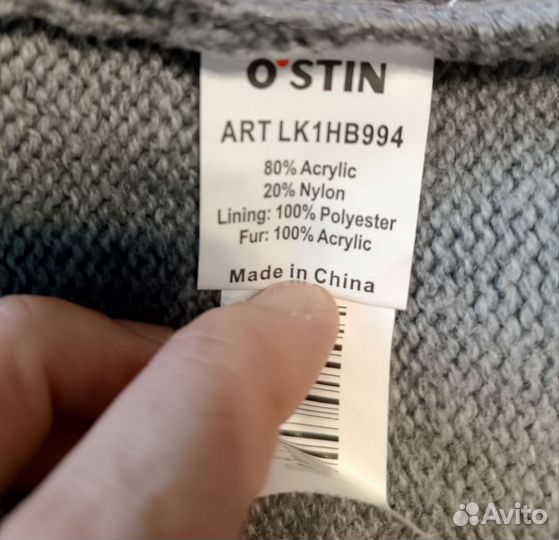 O'STIN
ART LK1HB994
80% Acrylic
20% Nylon
Lining: 100% Polyester
Fur: 100% Acrylic
Made in China
Avito